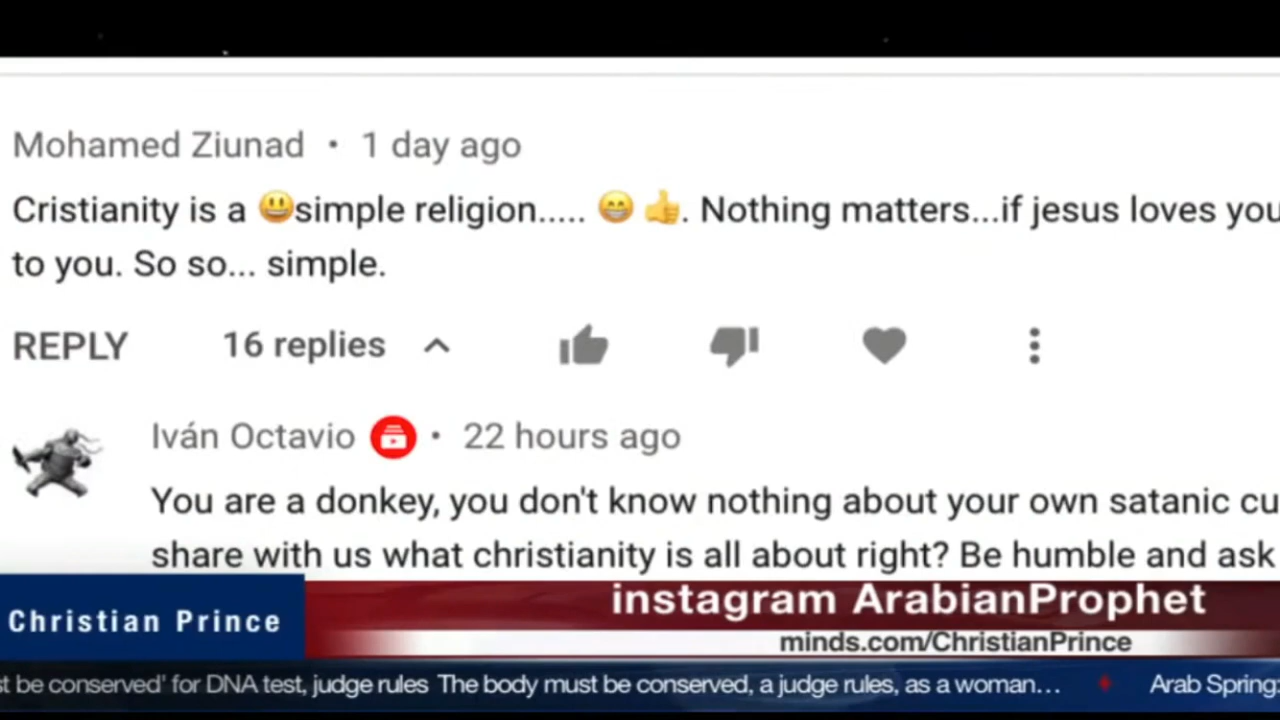 Mohamed Ziunad • 1 day ago
Cristianity is a 😃simple religion..... 😁 👍. Nothing matters...if jesus loves you
to you. So so... simple.
REPLY 16 replies
Iván Octavio • 22 hours ago
You are a donkey, you don't know nothing about your own satanic cu
share with us what christianity is all about right? Be humble and ask
Christian Prince
instagram ArabianProphet
minds.com/ChristianPrince
st be conserved' for DNA test, judge rules The body must be conserved, a judge rules, as a woman... Arab Spring: